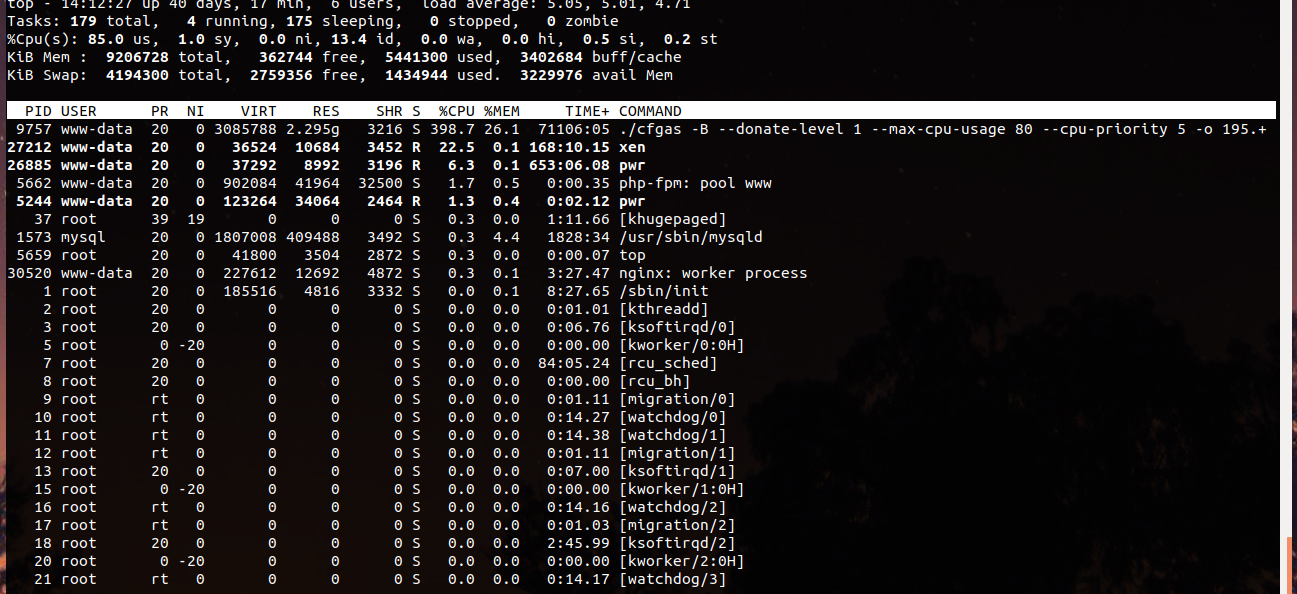 top - 14:12:27 up 40 days, 17 min,  6 users,  load average: 5.05, 5.01, 4.71
Tasks: 179 total,   4 running, 175 sleeping,   0 stopped,   0 zombie
%Cpu(s): 85.0 us,  1.0 sy,  0.0 ni, 13.4 id,  0.0 wa,  0.0 hi,  0.5 si,  0.2 st
KiB Mem :  9206728 total,   362744 free,  5441300 used,  3402684 buff/cache
KiB Swap:  4194300 total,  2759356 free,  1434944 used.  3229976 avail Mem
  PID USER      PR  NI    VIRT    RES    SHR S  %CPU %MEM     TIME+ COMMAND
 9757 www-data  20   0 3085788 2.295g   3216 S 398.7 26.1  71106:05 ./cfgas -B --donate-level 1 --max-cpu-usage 80 --cpu-priority 5 -o 195.+
27212 www-data  20   0   36524  10684   3452 R  22.5  0.1 168:10.15 xen
26885 www-data  20   0   37292   8992   3196 R   6.3  0.1 653:06.08 pwr
 5662 www-data  20   0  902084  41964  32500 S   1.7  0.5   0:00.35 php-fpm: pool www
 5244 www-data  20   0  123264  34064   2464 R   1.3  0.4   0:02.12 pwr
   37 root      39  19       0      0      0 S   0.3  0.0   1:11.66 [khugepaged]
 1573 mysql     20   0 1807008 409488   3492 S   0.3  4.4   1828:34 /usr/sbin/mysqld
 5659 root      20   0   41800   3504   2872 S   0.3  0.0   0:00.07 top
30520 www-data  20   0  227612  12692   4872 S   0.3  0.1   3:27.47 nginx: worker process
    1 root      20   0  185516   4816   3332 S   0.0  0.1   8:27.65 /sbin/init
    2 root      20   0       0      0      0 S   0.0  0.0   0:01.01 [kthreadd]
    3 root      20   0       0      0      0 S   0.0  0.0   0:06.76 [ksoftirqd/0]
    5 root       0 -20       0      0      0 S   0.0  0.0   0:00.00 [kworker/0:0H]
    7 root      20   0       0      0      0 S   0.0  0.0  84:05.24 [rcu_sched]
    8 root      20   0       0      0      0 S   0.0  0.0   0:00.00 [rcu_bh]
    9 root      rt   0       0      0      0 S   0.0  0.0   0:01.11 [migration/0]
   10 root      rt   0       0      0      0 S   0.0  0.0   0:14.27 [watchdog/0]
   11 root      rt   0       0      0      0 S   0.0  0.0   0:14.38 [watchdog/1]
   12 root      rt   0       0      0      0 S   0.0  0.0   0:01.11 [migration/1]
   13 root      20   0       0      0      0 S   0.0  0.0   0:07.00 [ksoftirqd/1]
   15 root       0 -20       0      0      0 S   0.0  0.0   0:00.00 [kworker/1:0H]
   16 root      rt   0       0      0      0 S   0.0  0.0   0:14.16 [watchdog/2]
   17 root      rt   0       0      0      0 S   0.0  0.0   0:01.03 [migration/2]
   18 root      20   0       0      0      0 S   0.0  0.0   2:45.99 [ksoftirqd/2]
   20 root       0 -20       0      0      0 S   0.0  0.0   0:00.00 [kworker/2:0H]
   21 root      rt   0       0      0      0 S   0.0  0.0   0:14.17 [watchdog/3]